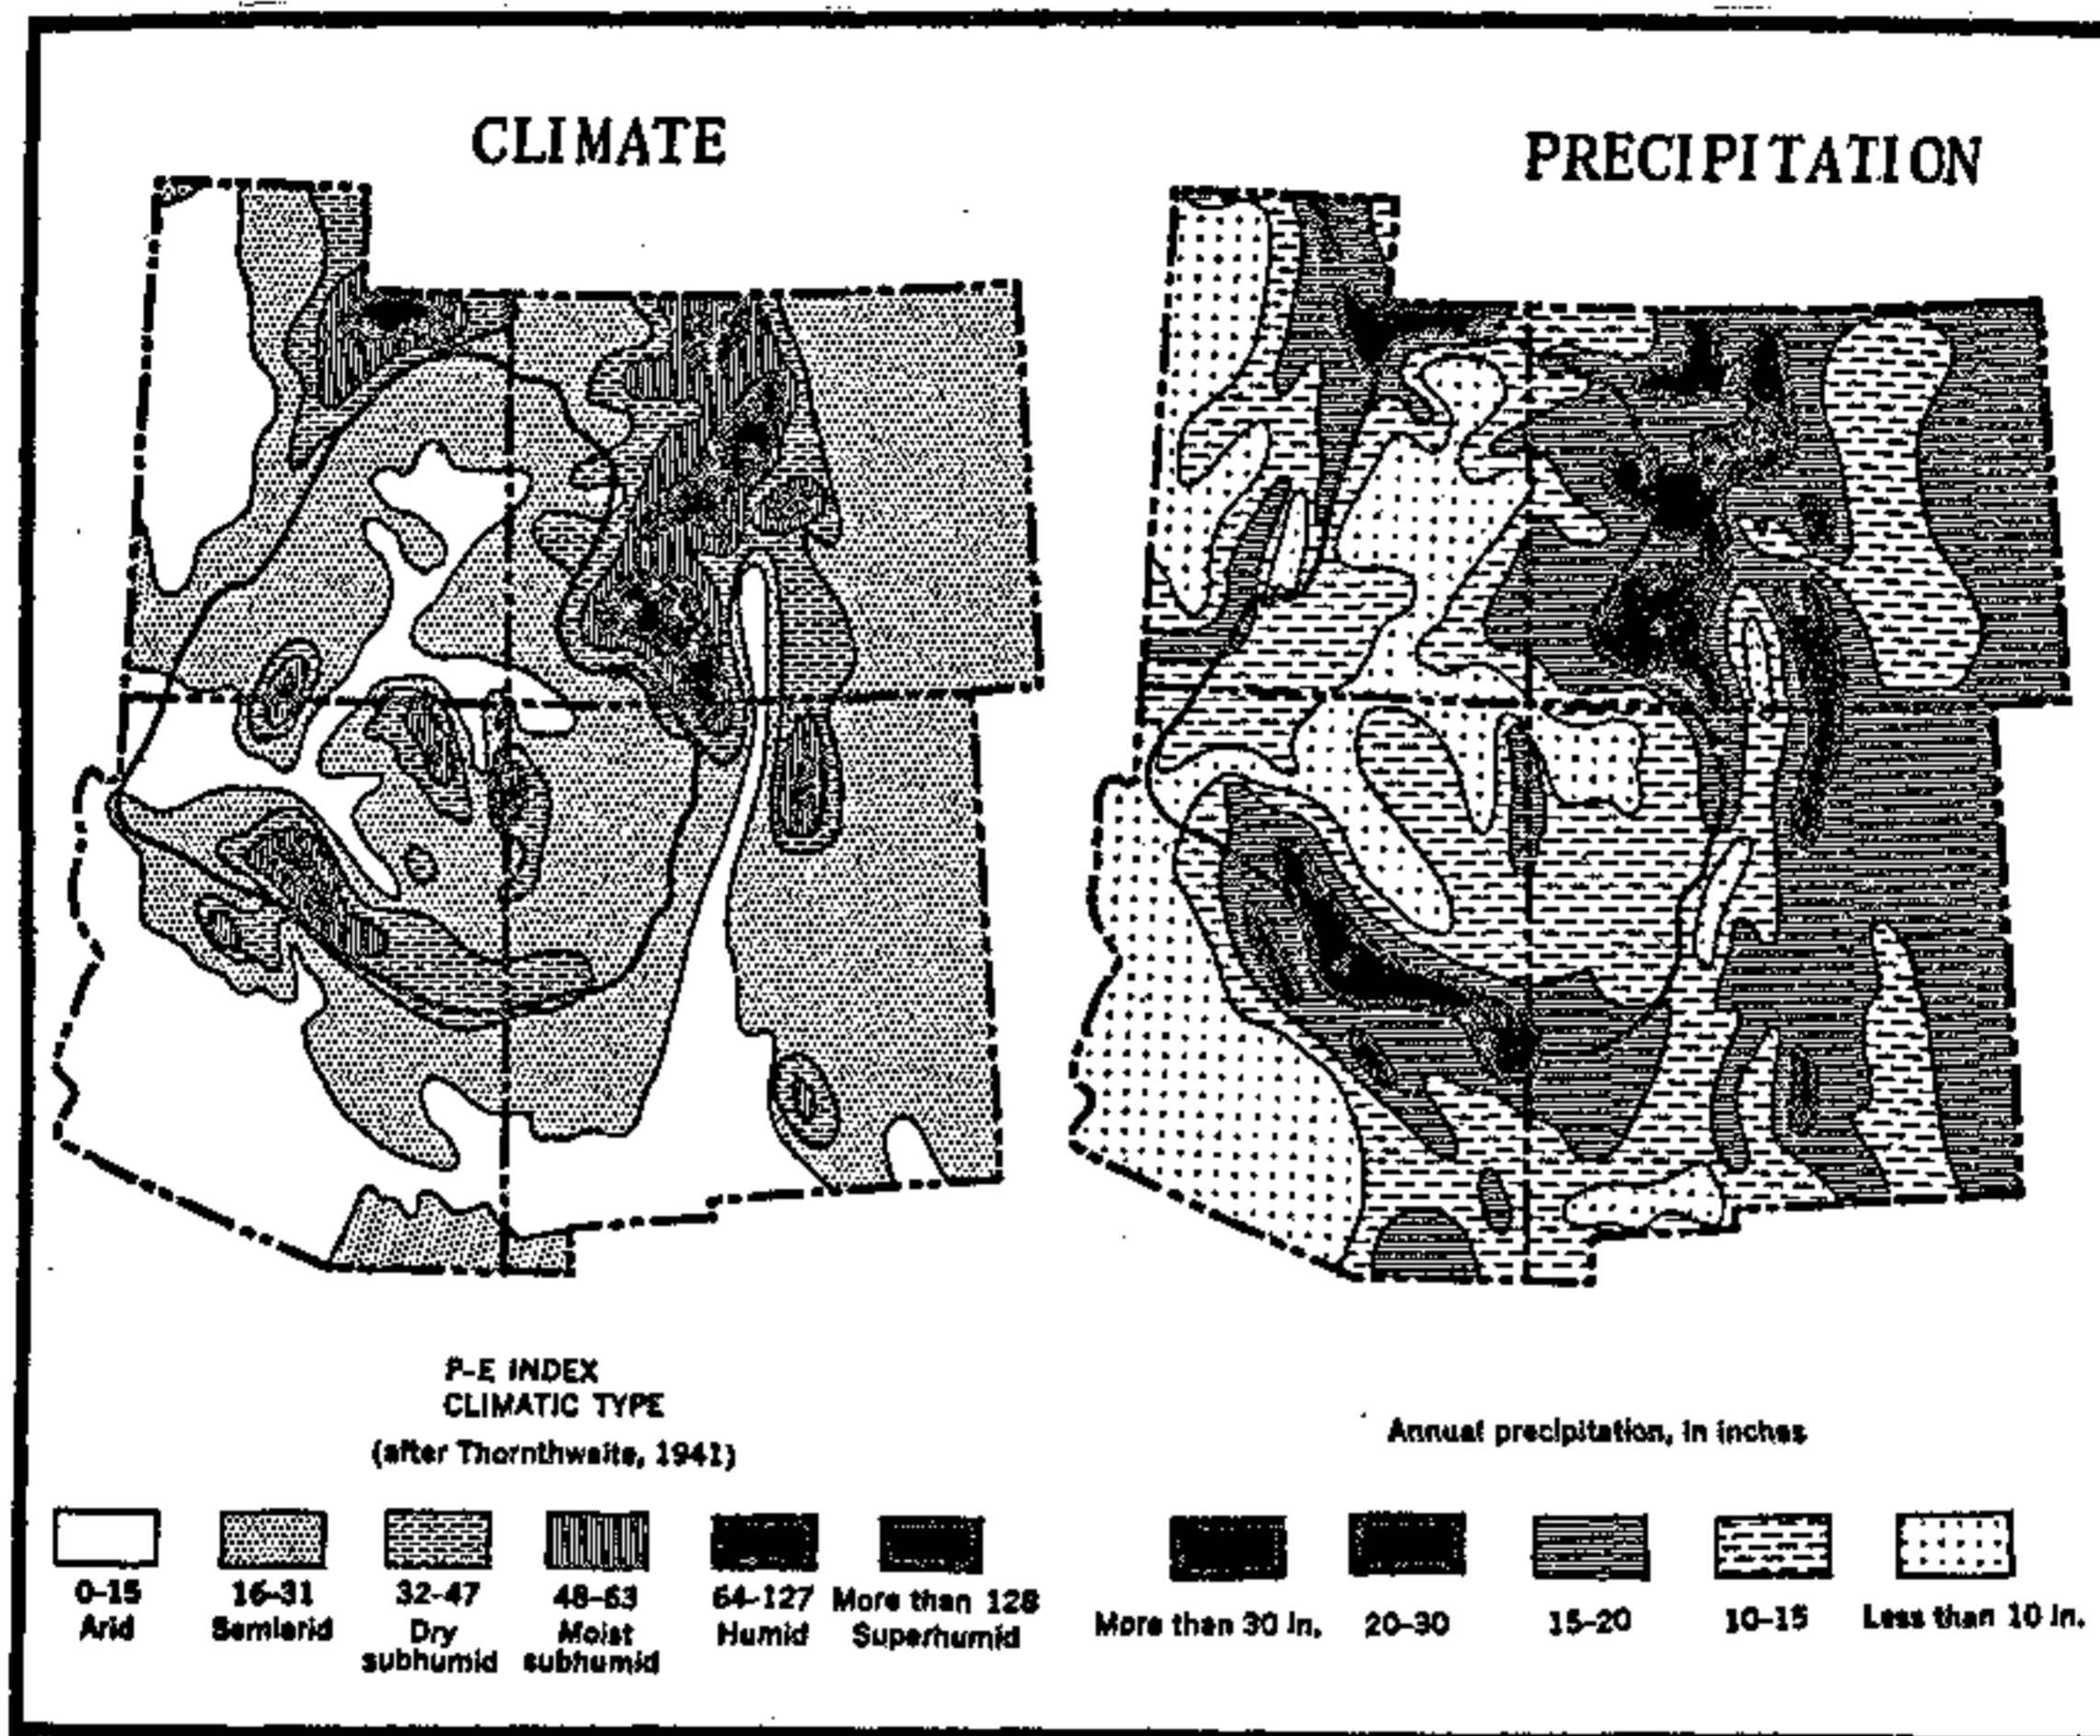 CLIMATE
PRECIPITATION
P-E INDEX
CLIMATIC TYPE
(after Thornthwaite, 1941)
0-15
Arid
16-31
Semiarid
32-47
Dry
subhumid
48-63
Moist
subhumid
64-127
Humid
More than 128
Superhumid
Annual precipitation, in inches
More than 30 in.
20-30
15-20
10-15
Less than 10 in.